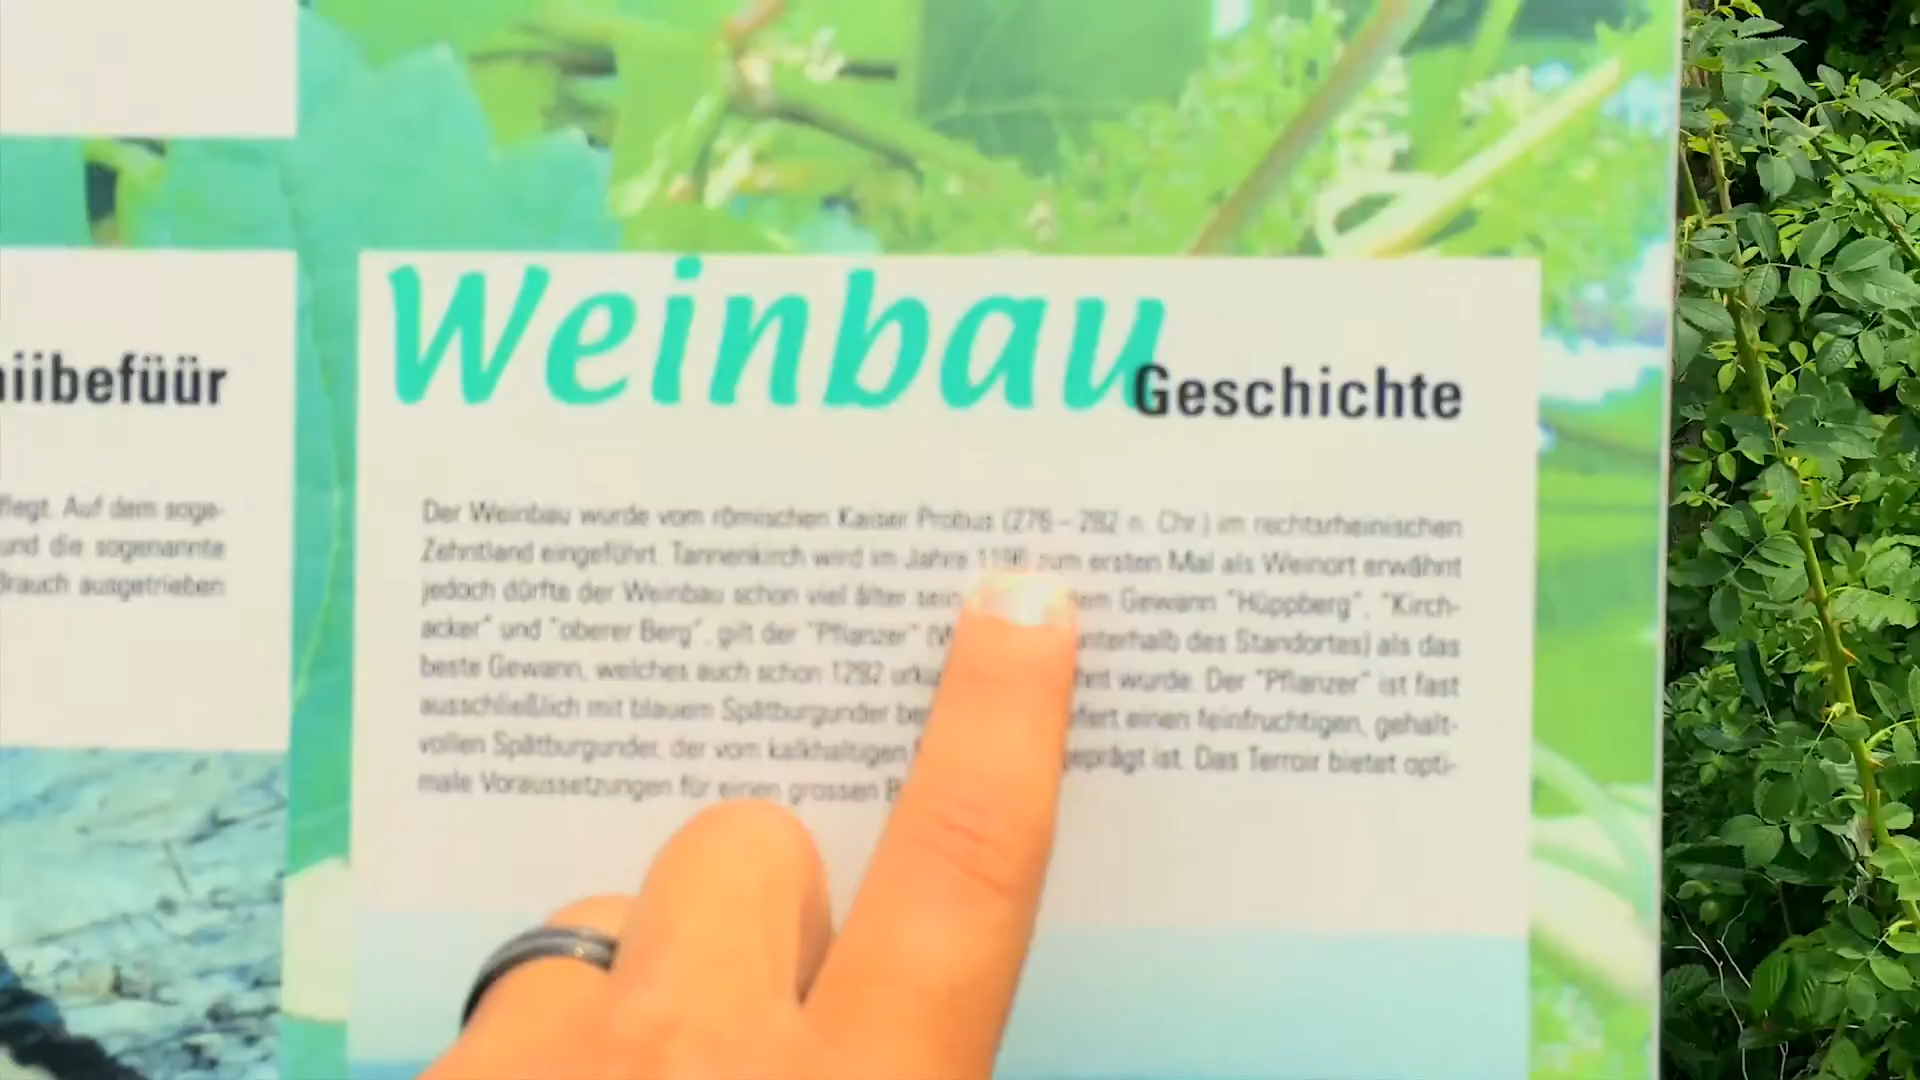 niibefüür
flegt. Auf dem soge-
und die sogenannte
Brauch ausgetrieben
Weinbau
Geschichte
Der Weinbau wurde vom römischen Kaiser Probus (276 – 282 n. Chr.) im rechtsrheinischen
Zehntland eingeführt. Tannenkirch wird im Jahre zum ersten Mal als Weinort erwähnt
jedoch dürfte der Weinbau schon viel älter sein Gewann "Hüppberg", "Kirch-
acker" und "oberer Berg", gilt der "Pflanzer" unterhalb des Standortes) als das
beste Gewann, welches auch schon 1292 wurde. Der "Pflanzer" ist fast
ausschließlich mit blauem Spätburgunder einen feinfruchtigen, gehalt-
vollen Spätburgunder, der vom kalkhaltigen geprägt ist. Das Terroir bietet opti-
male Voraussetzungen für einen grossen